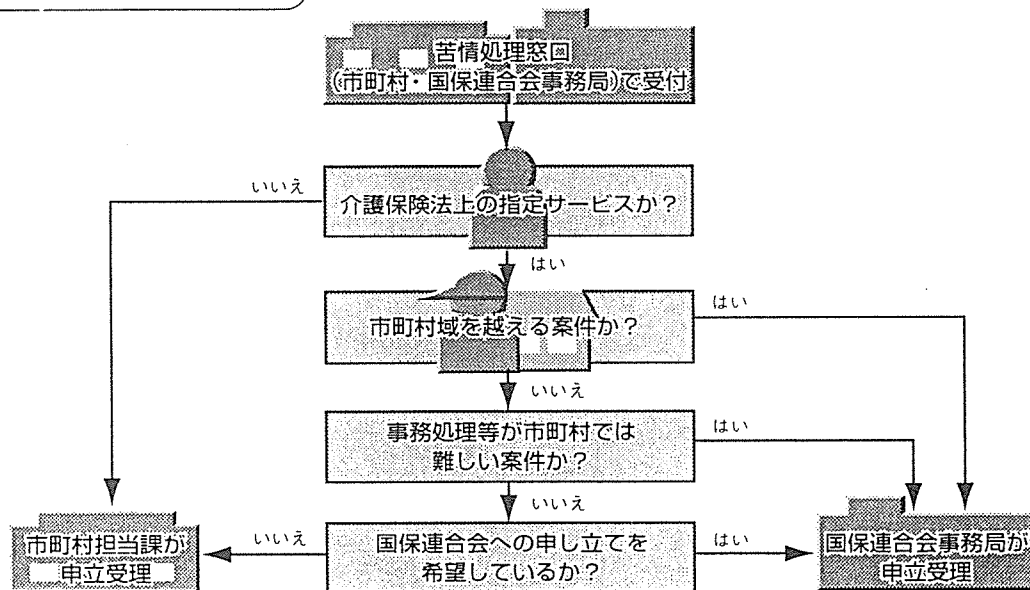 苦情処理窓口
(市町村・国保連合会事務局)で受付
いいえ
介護保険法上の指定サービスか？
はい
市町村域を越える案件か？
はい
いいえ
事務処理等が市町村では
難しい案件か？
はい
いいえ
市町村担当課が
申立受理
いいえ
国保連合会への申し立てを
希望しているか？
はい
国保連合会事務局が
申立受理